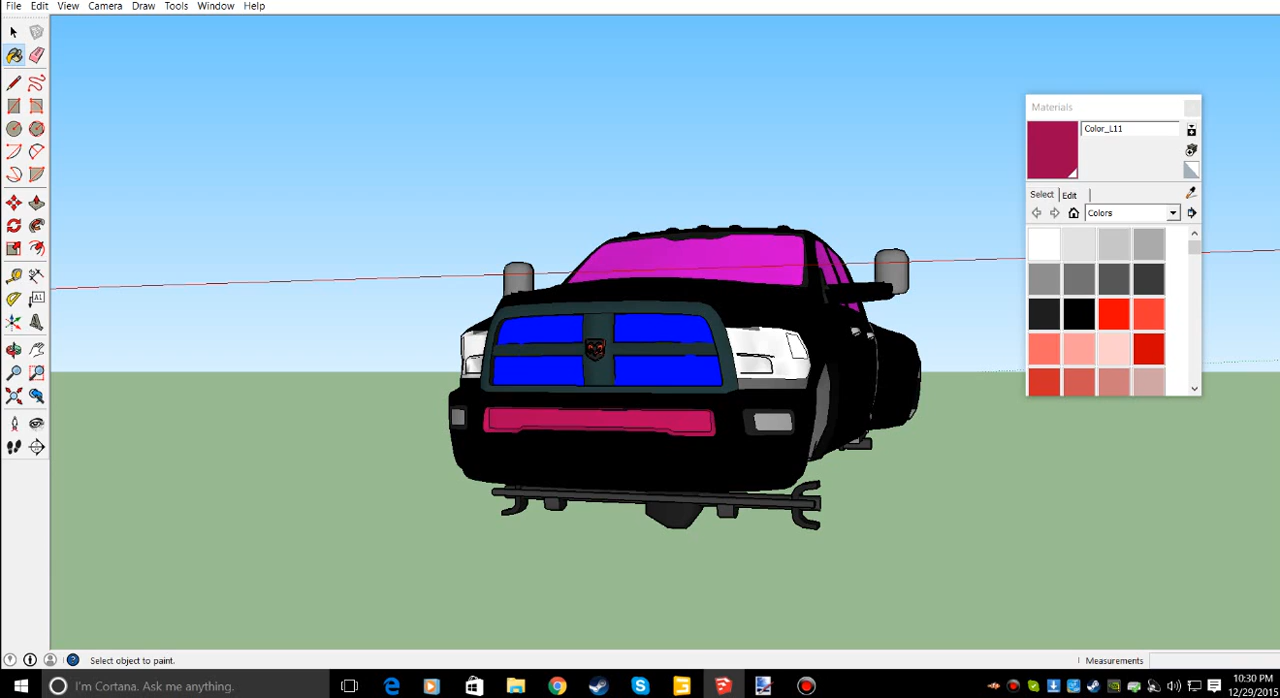 File Edit View Camera Draw Tools Window Help
Materials
Color_L11
Select Edit
Colors
A1
Select object to paint.
Measurements
I'm Cortana. Ask me anything.
10:30 PM
12/29/2015